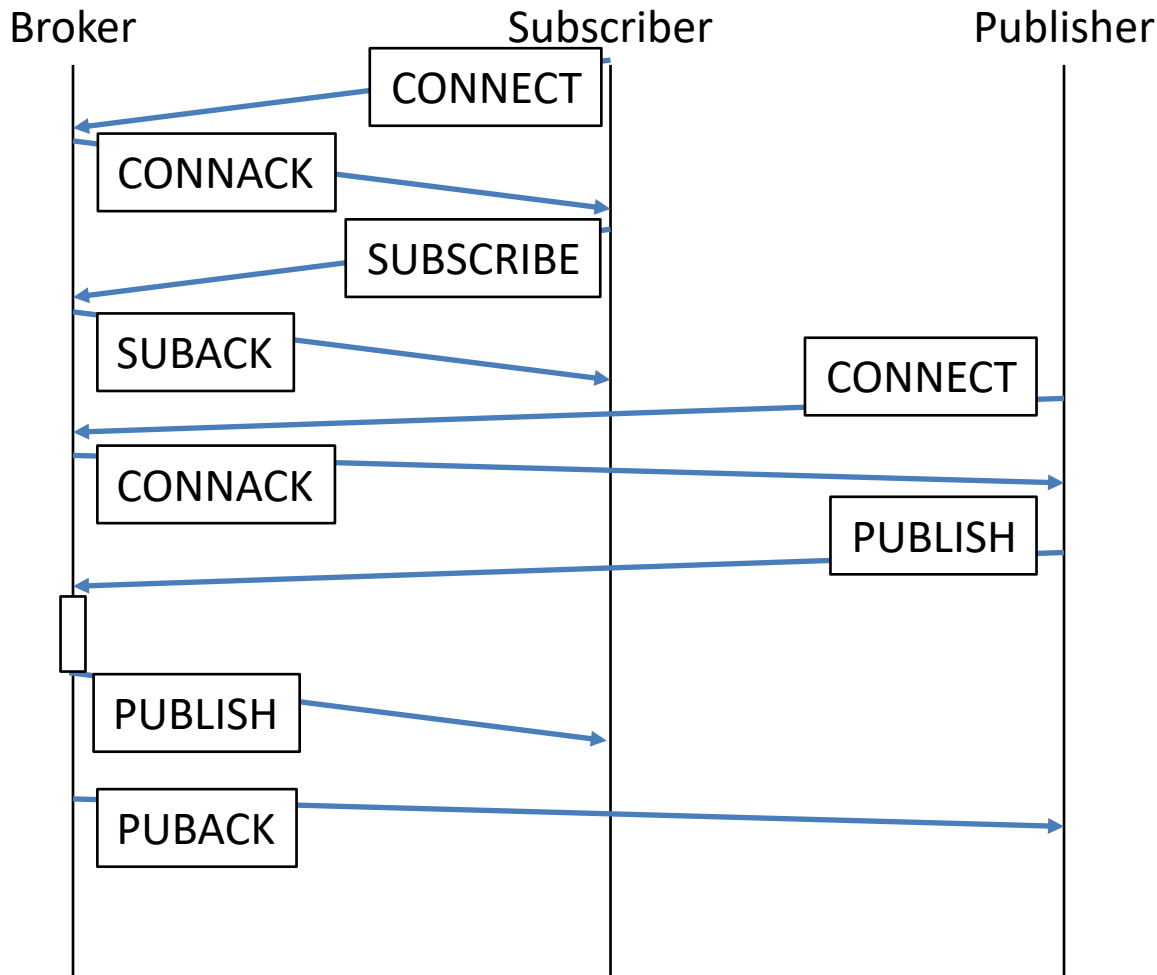 Broker Subscriber Publisher
CONNECT
CONNACK
SUBSCRIBE
SUBACK
CONNECT
CONNACK
PUBLISH
PUBLISH
PUBACK